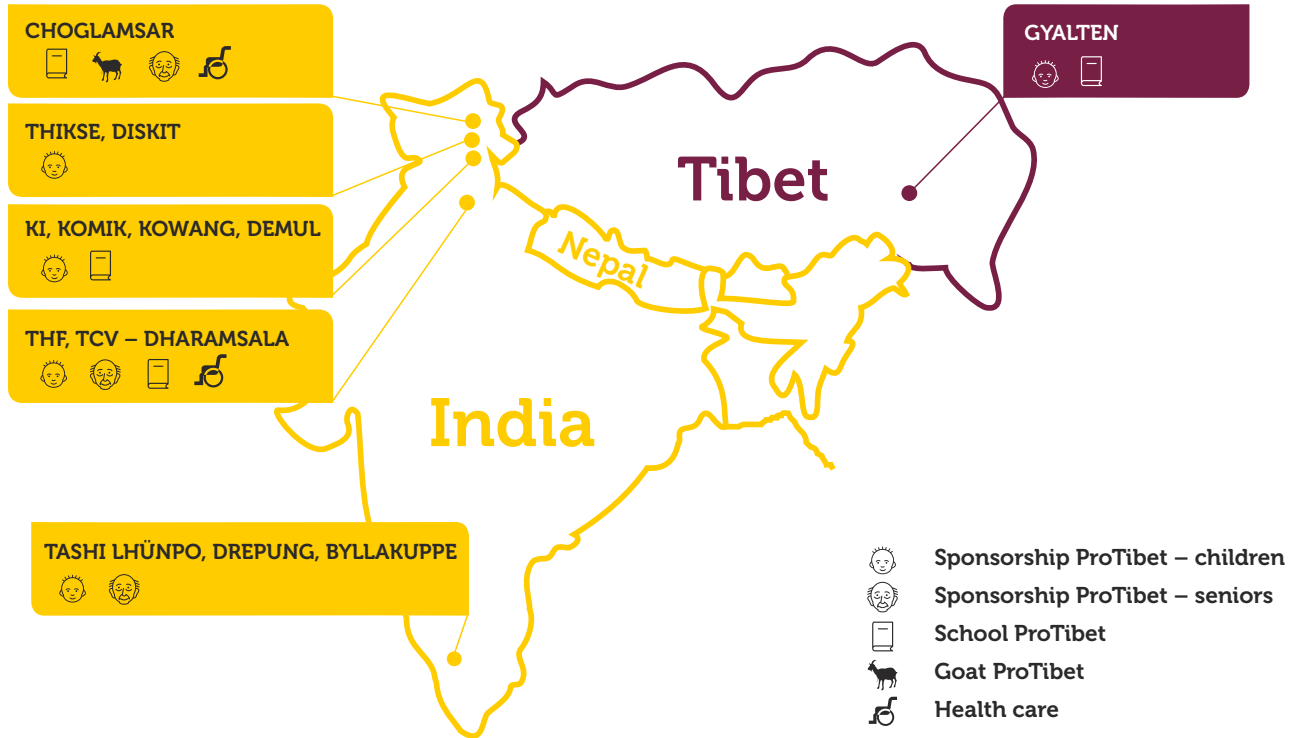 CHOGLAMSAR
THIKSE, DISKIT
KI, KOMIK, KOWANG, DEMUL
THF, TCV – DHARAMSALA
TASHI LHÜNPO, DREPUNG, BYLLAKUPPE
GYALTEN
Tibet
Nepal
India
Sponsorship ProTibet – children
Sponsorship ProTibet – seniors
School ProTibet
Goat ProTibet
Health care